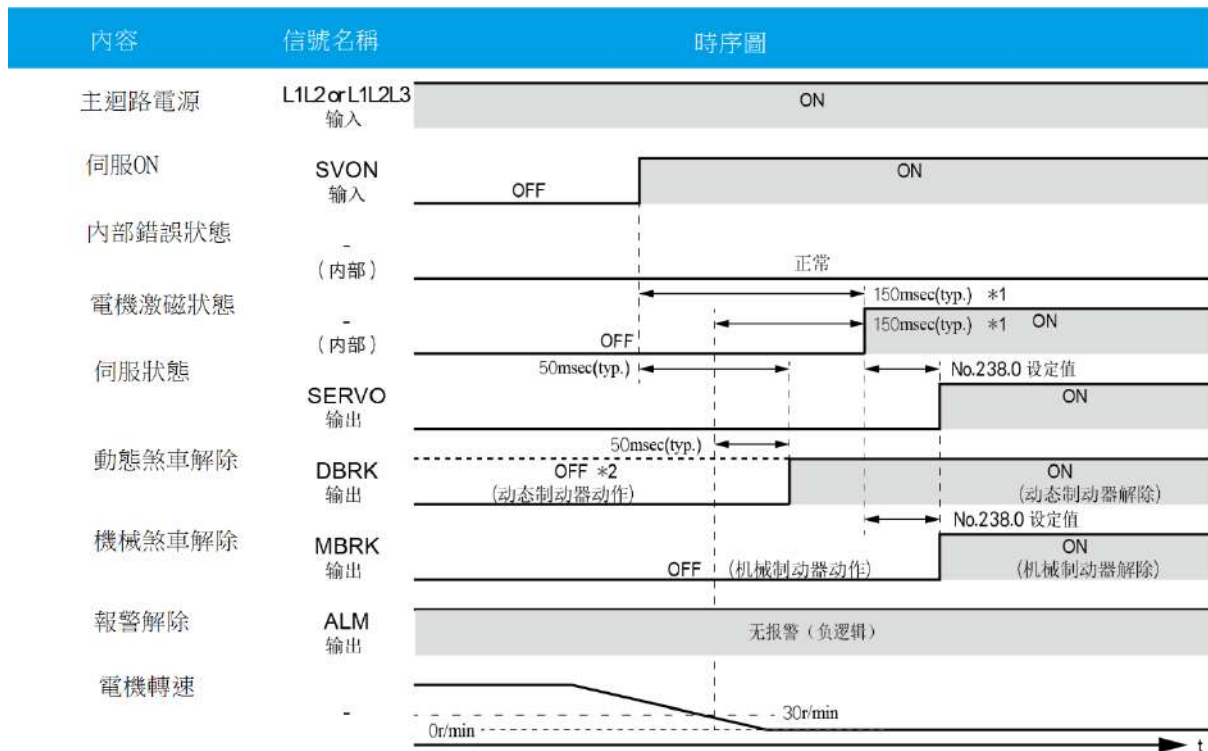 內容 信號名稱 時序圖
主迴路電源 L1L2 or L1L2L3 ON
输入
伺服ON SVON ON
输入 OFF
內部錯誤狀態 -
（内部） 正常
150msec(typ.) *1
電機激磁狀態 - 150msec(typ.) *1 ON
（内部） OFF
50msec(typ.) No.238.0 设定值
伺服狀態 SERVO ON
输出
50msec(typ.)
動態煞車解除 DBRK OFF *2 ON
输出 (动态制动器动作) (动态制动器解除)
No.238.0 设定值
機械煞車解除 MBRK ON
输出 OFF (机械制动器动作) (机械制动器解除)
報警解除 ALM 无报警（负逻辑）
输出
電機轉速 -
30r/min
0r/min
t